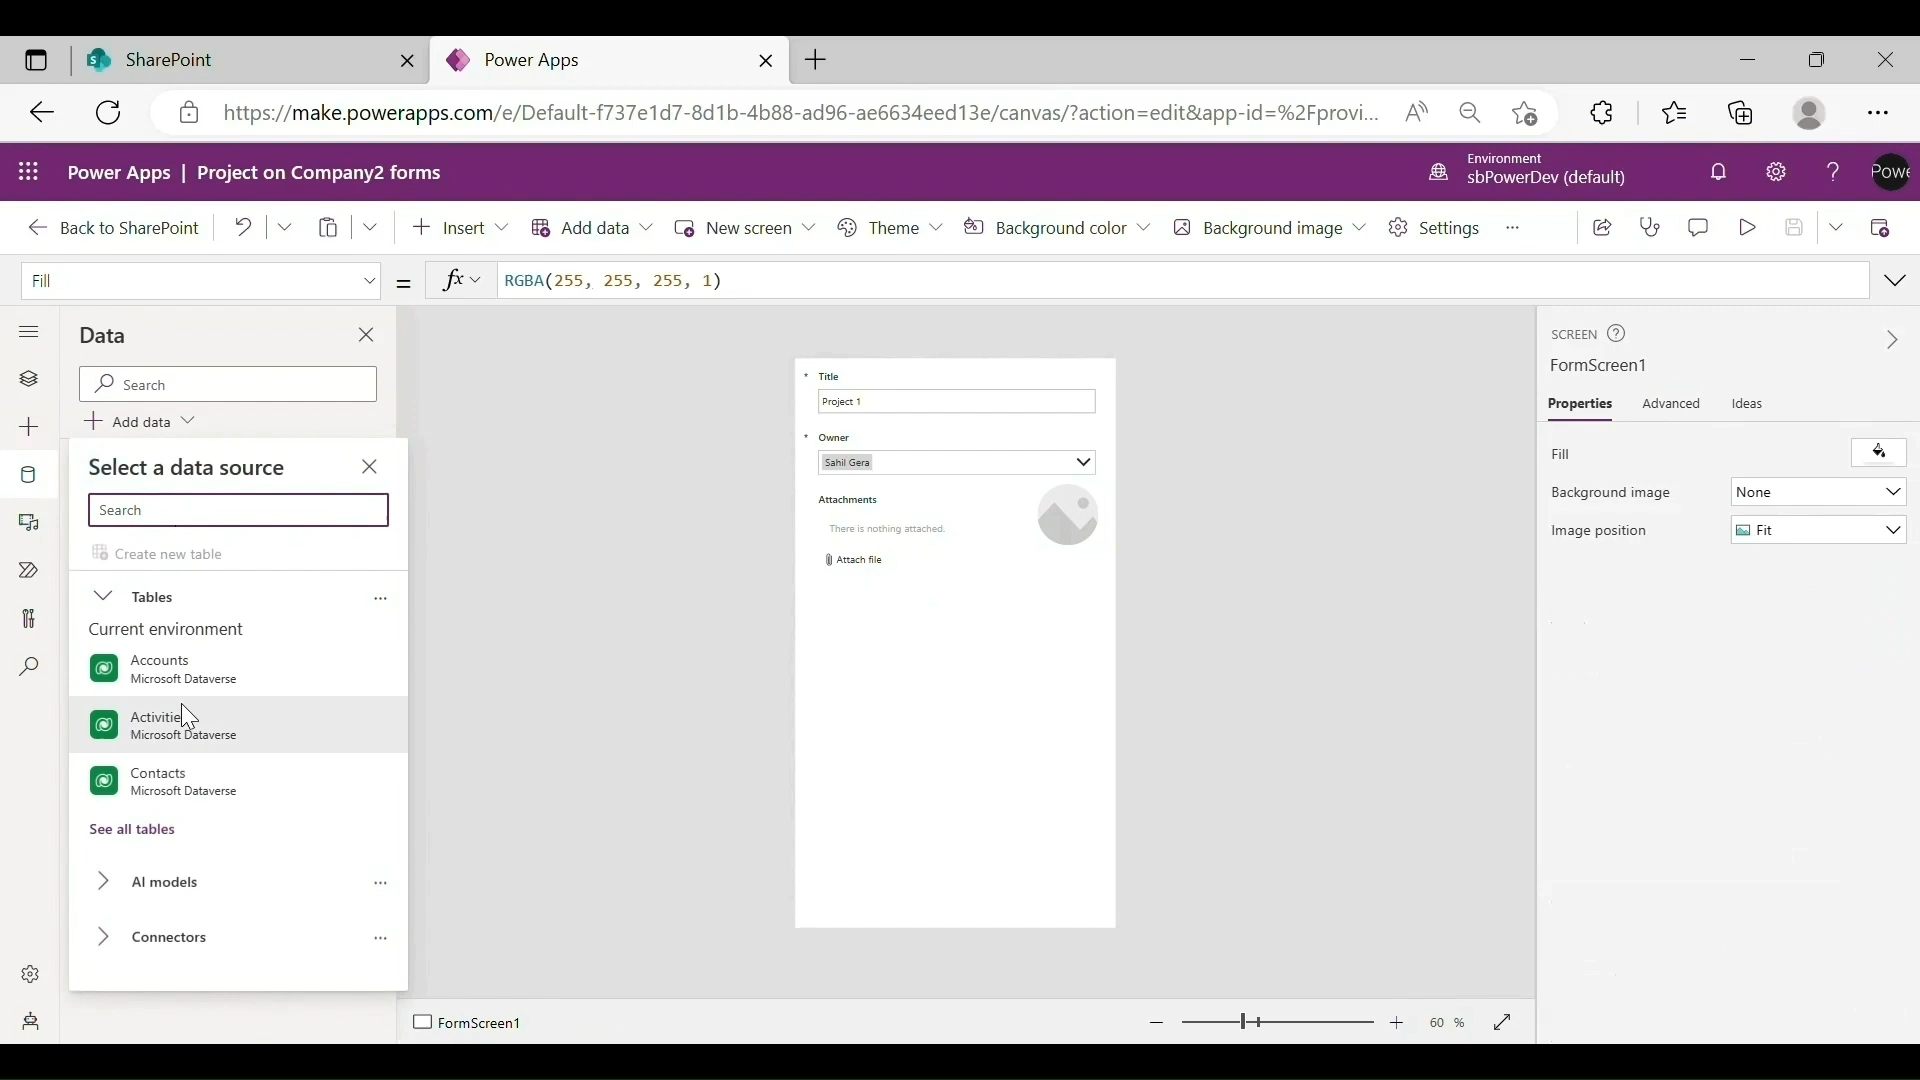 SharePoint
Power Apps
https://make.powerapps.com/e/Default-f737e1d7-8d1b-4b88-ad96-ae6634eed13e/canvas/?action=edit&app-id=%2Fprovi...
Power Apps | Project on Company2 forms
Environment
sbPowerDev (default)
Powe
Back to SharePoint
Insert
Add data
New screen
Theme
Background color
Background image
Settings
Fill
=
fx
RGBA(255, 255, 255, 1)
Data
Search
Add data
Select a data source
Search
Create new table
Tables
Current environment
Accounts
Microsoft Dataverse
Activitie
Microsoft Dataverse
Contacts
Microsoft Dataverse
See all tables
AI models
Connectors
* Title
Project 1
* Owner
Sahil Gera
Attachments
There is nothing attached.
Attach file
FormScreen1
60 %
SCREEN
FormScreen1
Properties
Advanced
Ideas
Fill
Background image
None
Image position
Fit